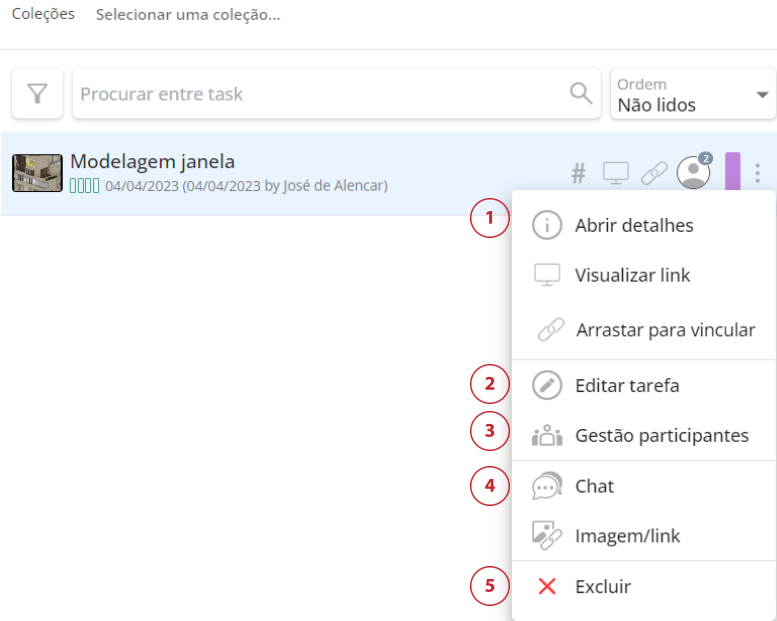 Coleções Selecionar uma coleção...
Procurar entre task
Ordem
Não lidos
Modelagem janela
04/04/2023 (04/04/2023 by José de Alencar)
#
2
1 Abrir detalhes
Visualizar link
Arrastar para vincular
2 Editar tarefa
3 Gestão participantes
4 Chat
Imagem/link
5 Excluir